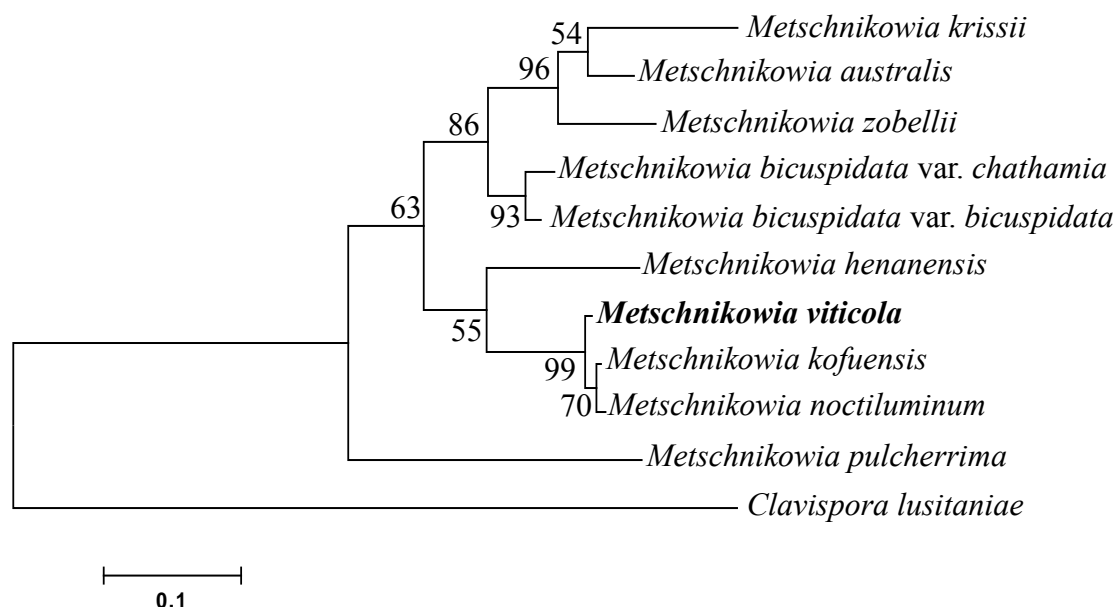 54
Metschnikowia krissii
96
Metschnikowia australis
86
Metschnikowia zobellii
Metschnikowia bicuspidata var. chathamia
63
93
Metschnikowia bicuspidata var. bicuspidata
Metschnikowia henanensis
55
Metschnikowia viticola
99
Metschnikowia kofuensis
70
Metschnikowia noctiluminum
Metschnikowia pulcherrima
Clavispora lusitaniae
0.1